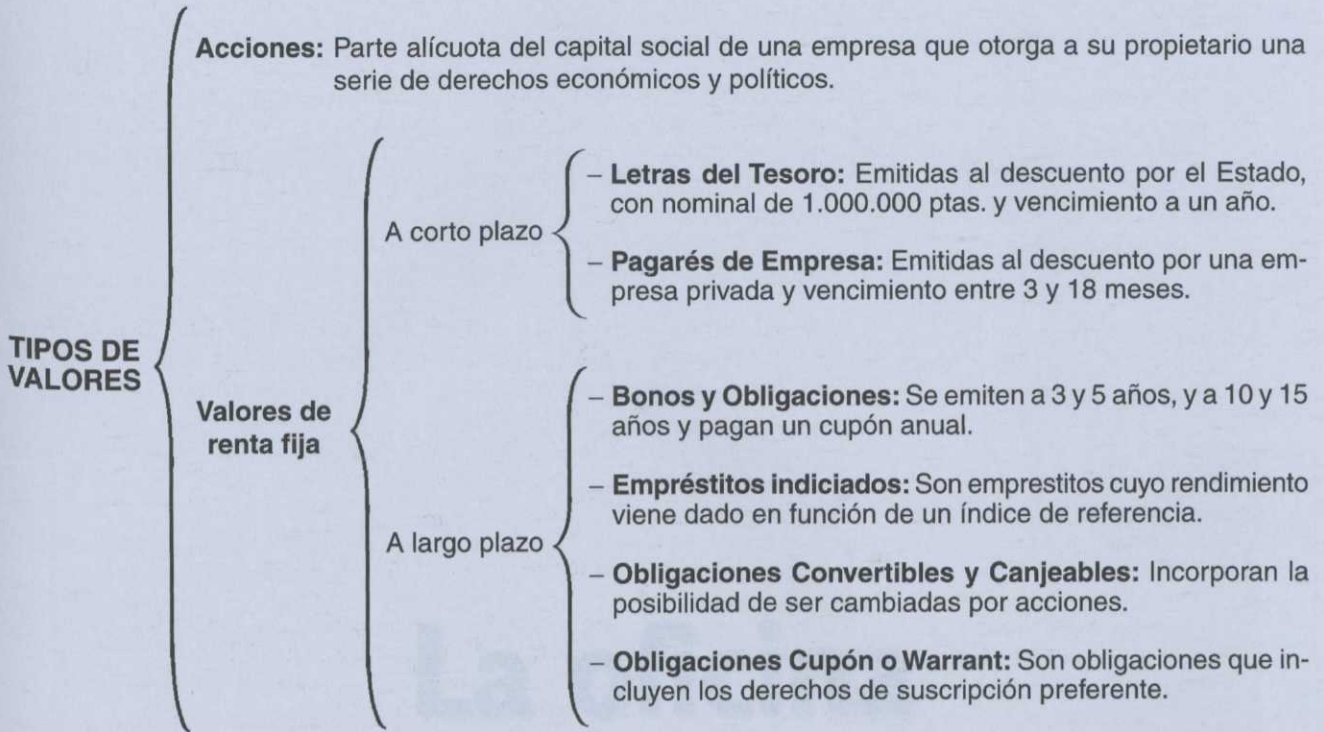 Acciones: Parte alícuota del capital social de una empresa que otorga a su propietario una
serie de derechos económicos y políticos.
TIPOS DE
VALORES
Valores de
renta fija
A corto plazo
– Letras del Tesoro: Emitidas al descuento por el Estado,
con nominal de 1.000.000 ptas. y vencimiento a un año.
– Pagarés de Empresa: Emitidas al descuento por una em-
presa privada y vencimiento entre 3 y 18 meses.
A largo plazo
– Bonos y Obligaciones: Se emiten a 3 y 5 años, y a 10 y 15
años y pagan un cupón anual.
– Empréstitos indiciados: Son emprestitos cuyo rendimiento
viene dado en función de un índice de referencia.
– Obligaciones Convertibles y Canjeables: Incorporan la
posibilidad de ser cambiadas por acciones.
– Obligaciones Cupón o Warrant: Son obligaciones que in-
cluyen los derechos de suscripción preferente.